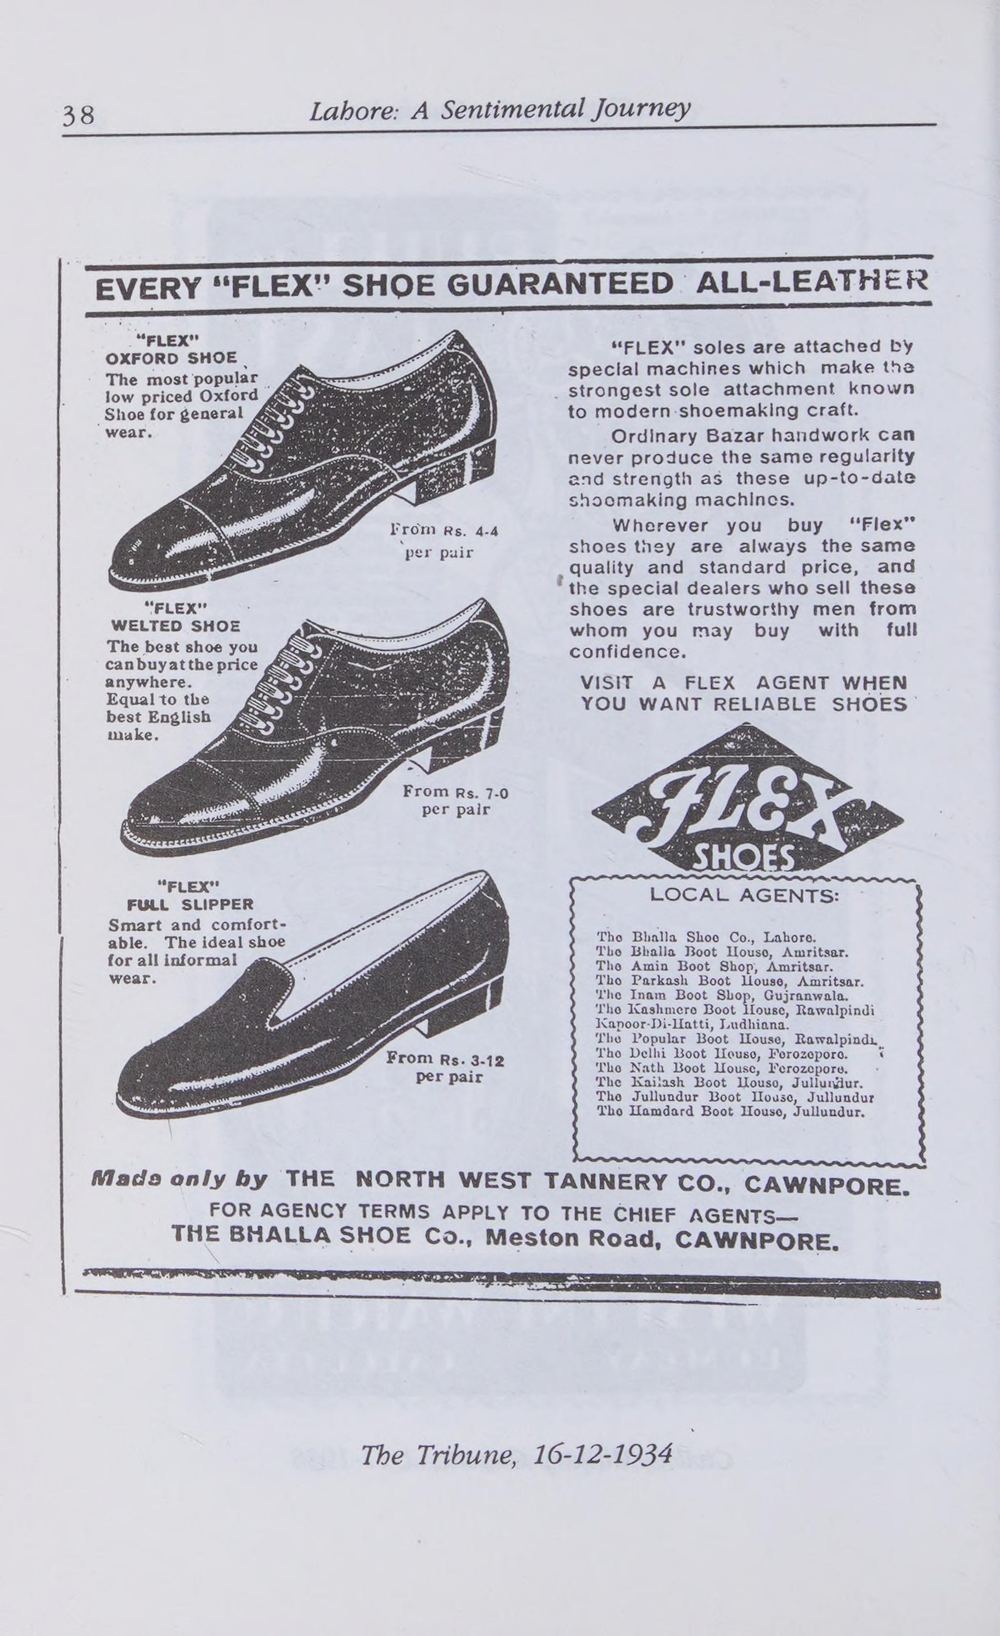 38
Lahore: A Sentimental Journey
EVERY "FLEX" SHOE GUARANTEED ALL-LEATHER
"FLEX"
OXFORD SHOE
The most popular
low priced Oxford
Shoe for general
wear.
From Rs. 4-4
per pair
"FLEX"
WELTED SHOE
The best shoe you
can buy at the price
anywhere.
Equal to the
best English
make.
From Rs. 7-0
per pair
"FLEX"
FULL SLIPPER
Smart and comfort-
able. The ideal shoe
for all informal
wear.
From Rs. 3-12
per pair
"FLEX" soles are attached by
special machines which make the
strongest sole attachment known
to modern shoemaking craft.
Ordinary Bazar handwork can
never produce the same regularity
and strength as these up-to-date
shoemaking machines.
Wherever you buy "Flex"
shoes they are always the same
quality and standard price, and
the special dealers who sell these
shoes are trustworthy men from
whom you may buy with full
confidence.
VISIT A FLEX AGENT WHEN
YOU WANT RELIABLE SHOES
FLEX
SHOES
LOCAL AGENTS:
The Bhalla Shoe Co., Lahore.
The Bhalla Boot House, Amritsar.
The Amin Boot Shop, Amritsar.
The Parkash Boot House, Amritsar.
The Inam Boot Shop, Gujranwala.
The Kashmere Boot House, Rawalpindi
Kapoor-Di-Hatti, Ludhiana.
The Popular Boot House, Rawalpindi.
The Delhi Boot House, Ferozepore.
The Nath Boot House, Ferozepore.
The Kailash Boot House, Jullundur.
The Jullundur Boot House, Jullundur
The Hamdard Boot House, Jullundur.
Made only by THE NORTH WEST TANNERY CO., CAWNPORE.
FOR AGENCY TERMS APPLY TO THE CHIEF AGENTS—
THE BHALLA SHOE Co., Meston Road, CAWNPORE.
The Tribune, 16-12-1934